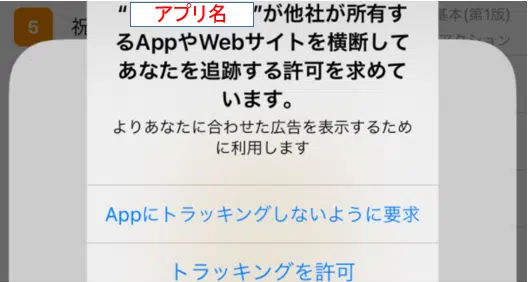 “ アプリ名 ”が他社が所有す
るAppやWebサイトを横断して
あなたを追跡する許可を求めて
います。
よりあなたに合わせた広告を表示するため
に利用します
Appにトラッキングしないように要求
トラッキングを許可
5 祝
基本(第1版)
アクション